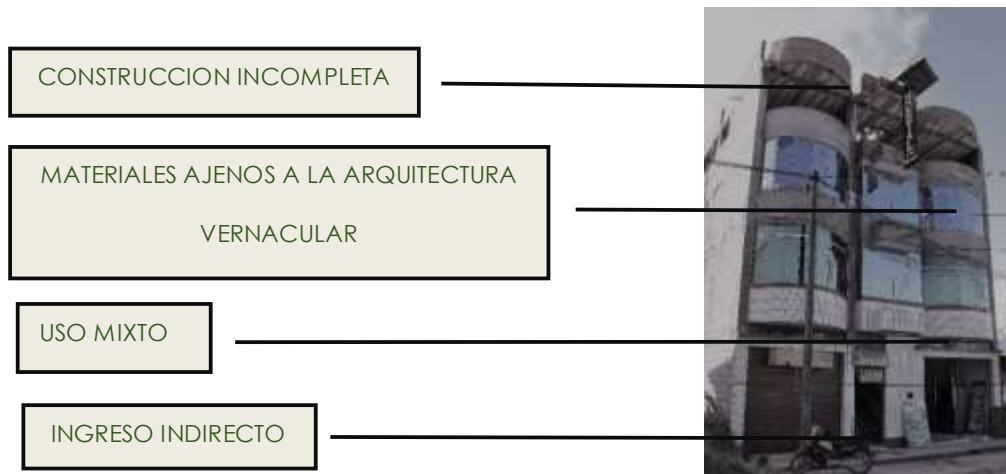 CONSTRUCCION INCOMPLETA
MATERIALES AJENOS A LA ARQUITECTURA
VERNACULAR
USO MIXTO
INGRESO INDIRECTO